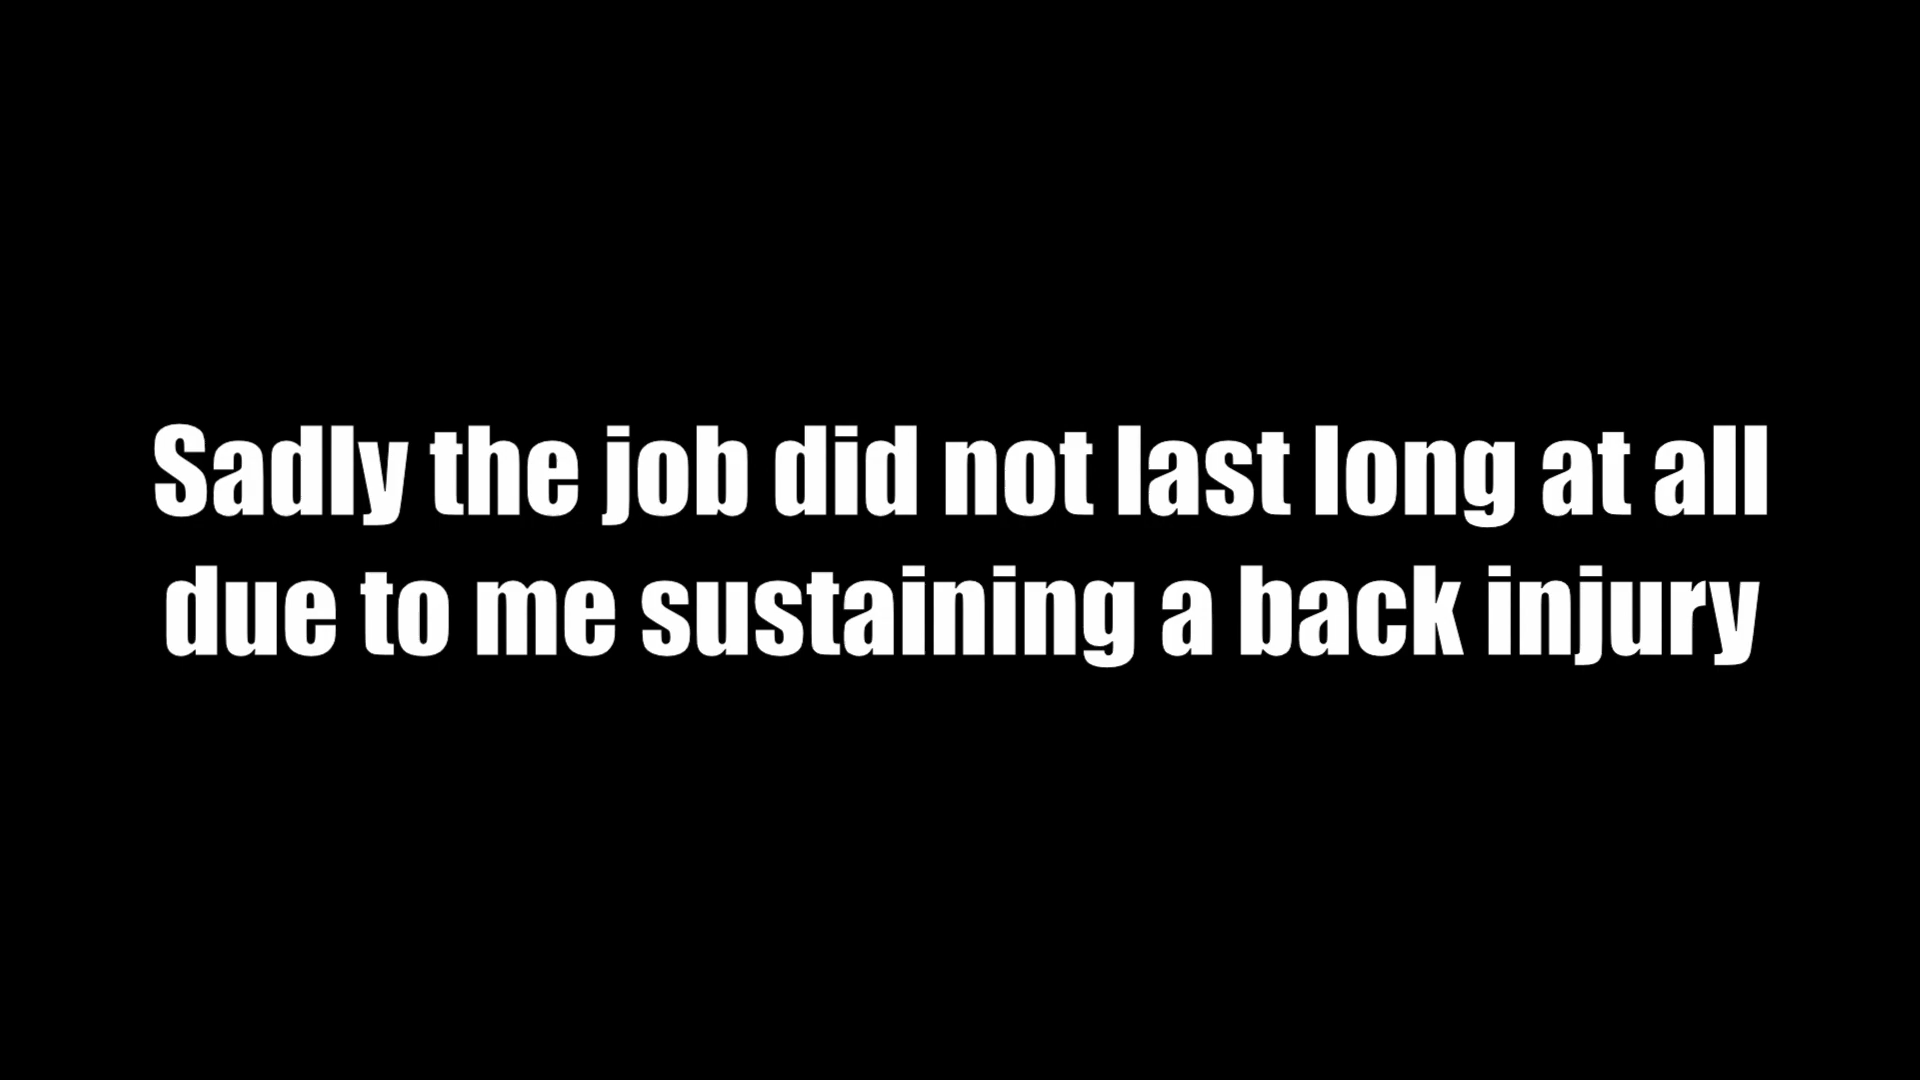 Sadly the job did not last long at all
due to me sustaining a back injury